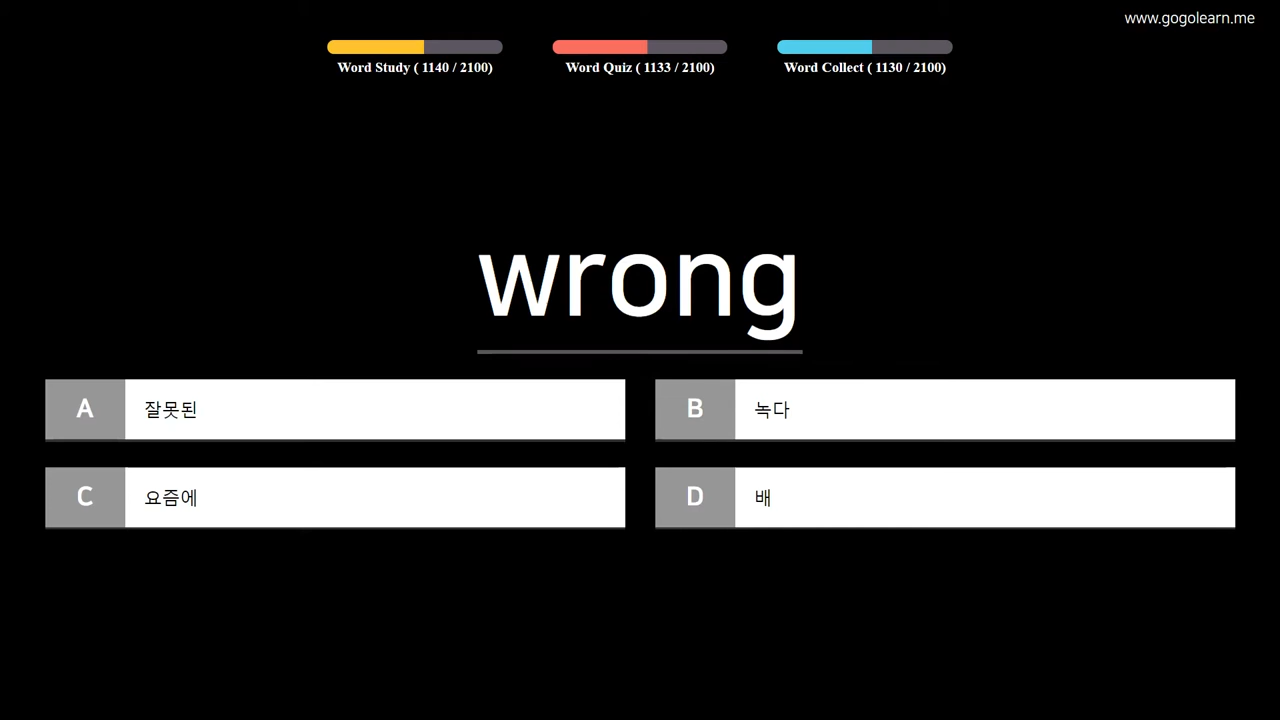 www.gogolearn.me
Word Study ( 1140 / 2100)
Word Quiz ( 1133 / 2100)
Word Collect ( 1130 / 2100)
wrong
A 잘못된
B 녹다
C 요즘에
D 배